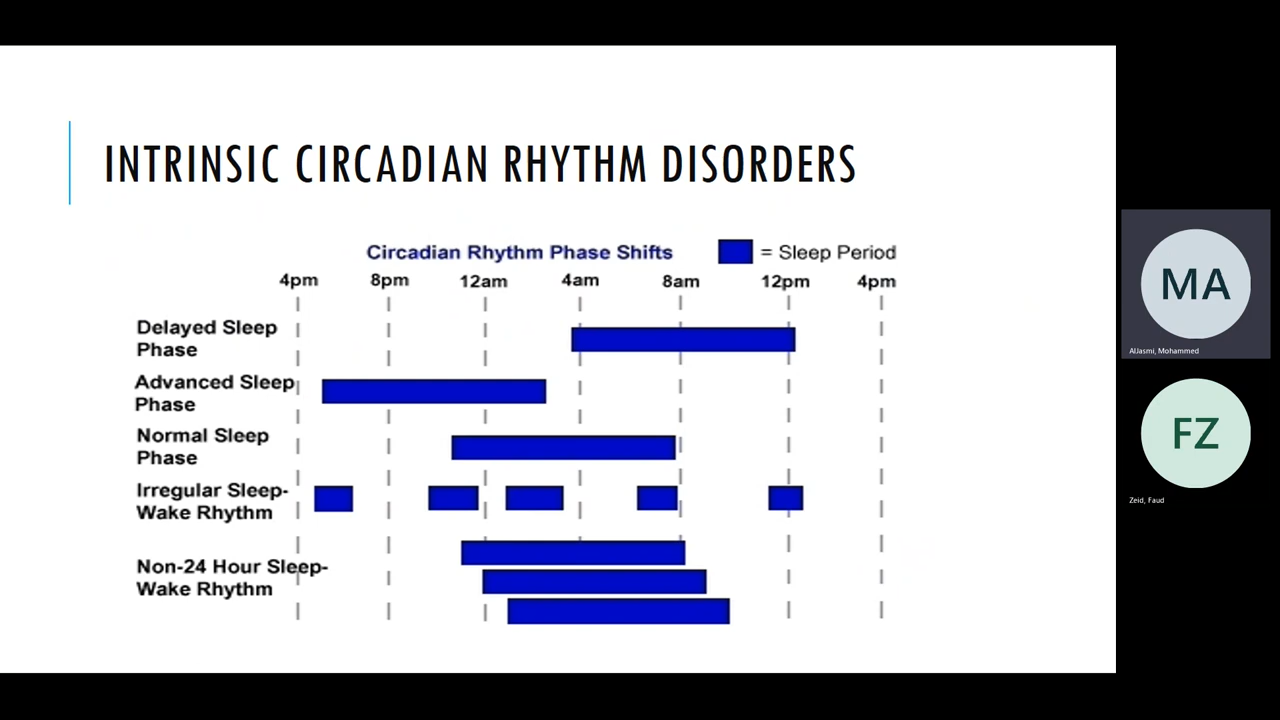 INTRINSIC CIRCADIAN RHYTHM DISORDERS
Circadian Rhythm Phase Shifts = Sleep Period
4pm 8pm 12am 4am 8am 12pm 4pm
Delayed Sleep
Phase
Advanced Sleep
Phase
Normal Sleep
Phase
Irregular Sleep-
Wake Rhythm
Non-24 Hour Sleep-
Wake Rhythm
MA
AlJasmi, Mohammed
FZ
Zeid, Faud